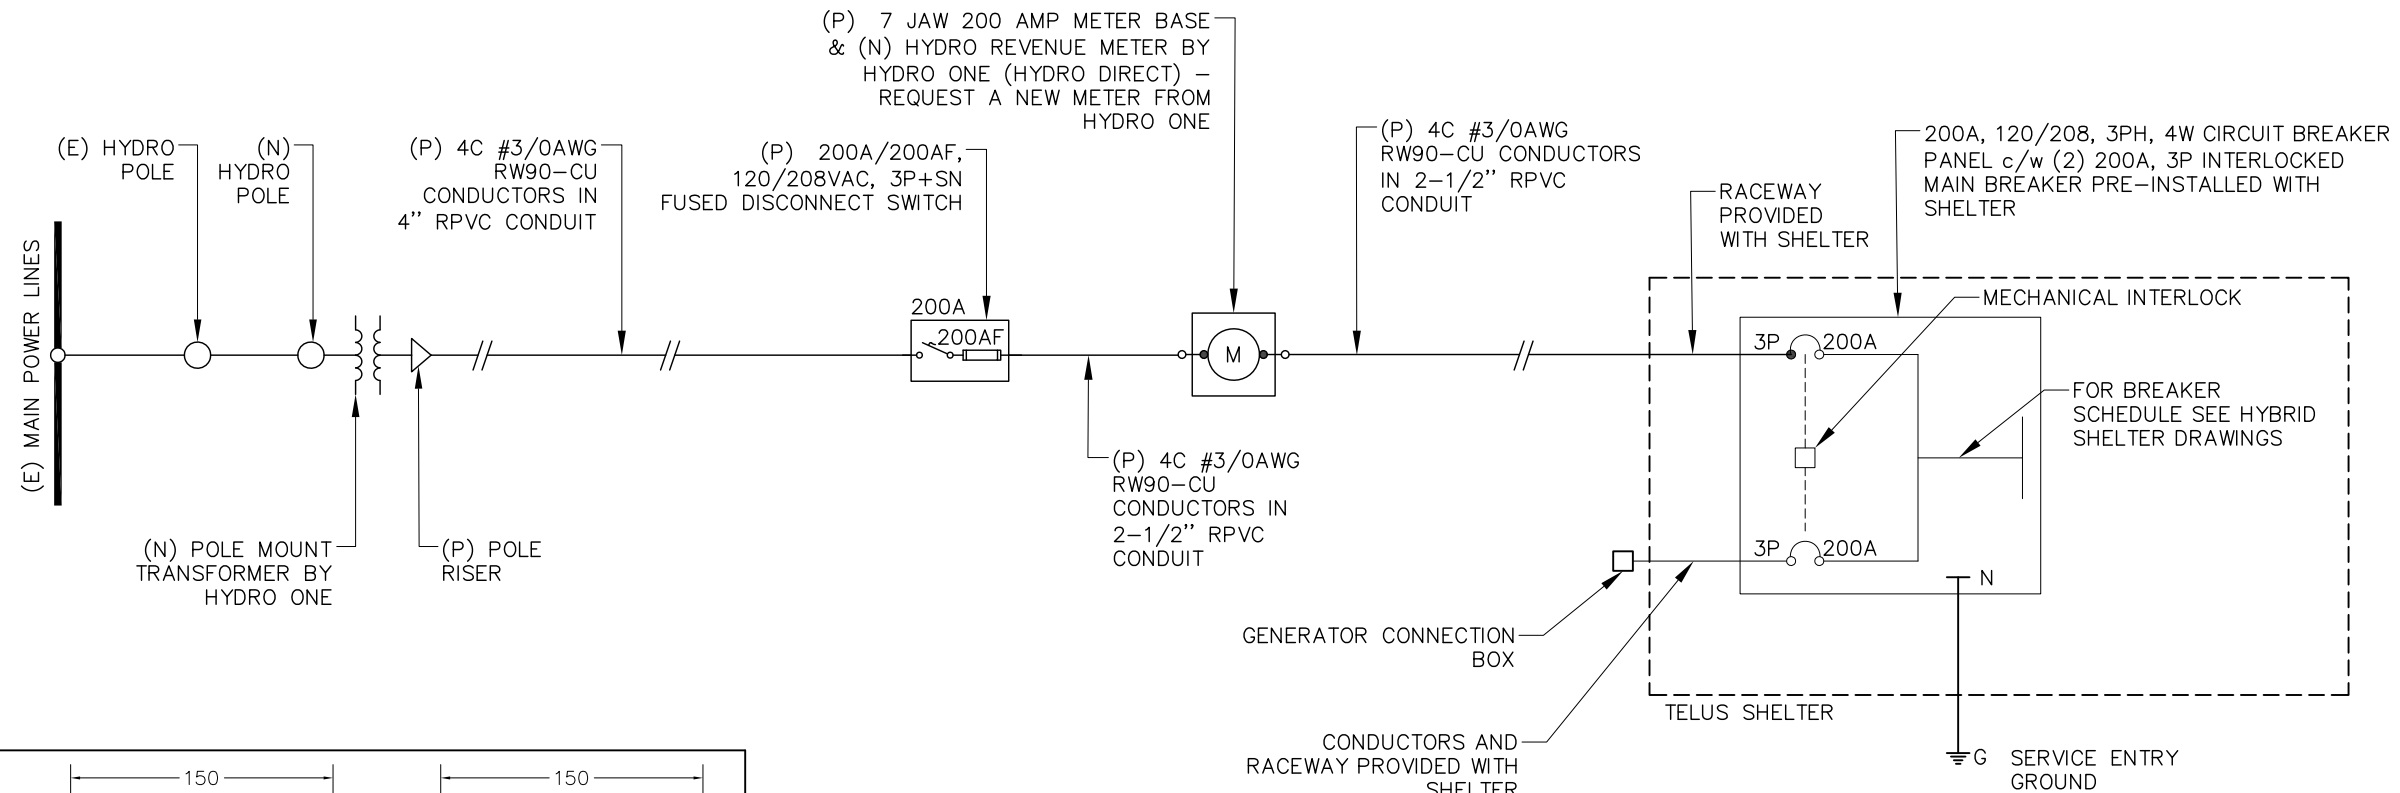 (P) 7 JAW 200 AMP METER BASE
& (N) HYDRO REVENUE METER BY
HYDRO ONE (HYDRO DIRECT) –
REQUEST A NEW METER FROM
HYDRO ONE
(E) HYDRO
POLE
(N)
HYDRO
POLE
(P) 4C #3/0AWG
RW90–CU
CONDUCTORS IN
4" RPVC CONDUIT
(P) 200A/200AF,
120/208VAC, 3P+SN
FUSED DISCONNECT SWITCH
(P) 4C #3/0AWG
RW90–CU CONDUCTORS
IN 2–1/2" RPVC
CONDUIT
RACEWAY
PROVIDED
WITH SHELTER
200A, 120/208, 3PH, 4W CIRCUIT BREAKER
PANEL c/w (2) 200A, 3P INTERLOCKED
MAIN BREAKER PRE–INSTALLED WITH
SHELTER
(E) MAIN POWER LINES
200A
200AF
M
MECHANICAL INTERLOCK
3P
200A
FOR BREAKER
SCHEDULE SEE HYBRID
SHELTER DRAWINGS
(P) 4C #3/0AWG
RW90–CU
CONDUCTORS IN
2–1/2" RPVC
CONDUIT
(N) POLE MOUNT
TRANSFORMER BY
HYDRO ONE
(P) POLE
RISER
3P
200A
N
GENERATOR CONNECTION
BOX
TELUS SHELTER
CONDUCTORS AND
RACEWAY PROVIDED WITH
SHELTER
G
SERVICE ENTRY
GROUND
150
150